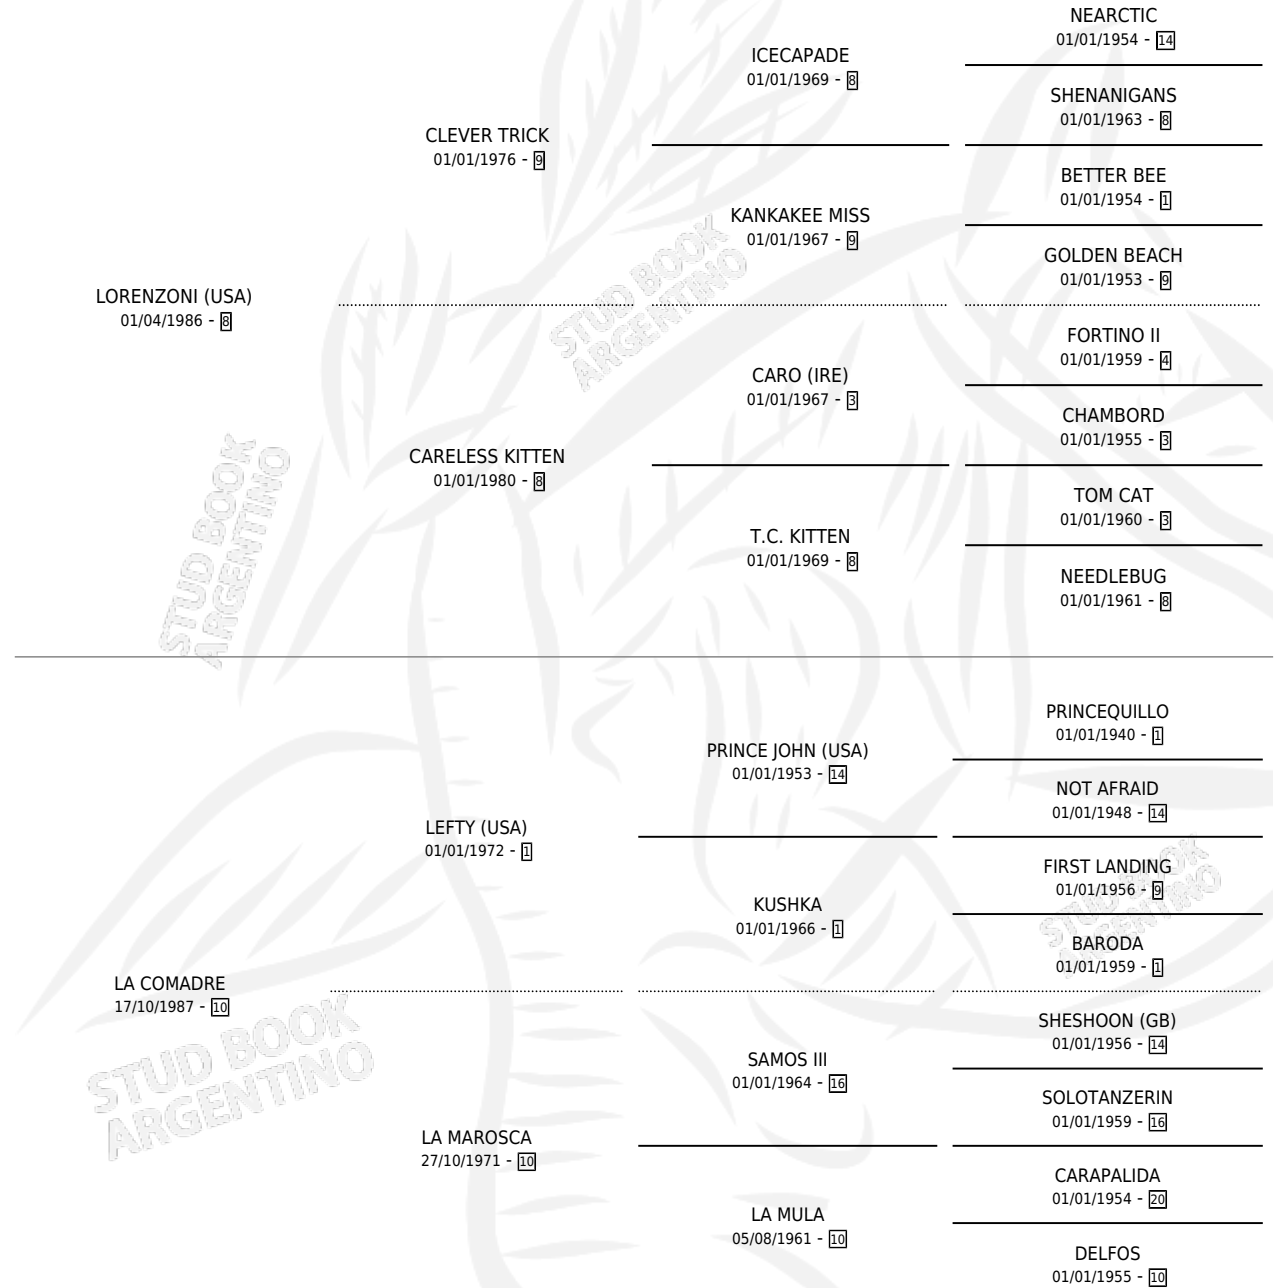 NEARCTIC
01/01/1954 - 14
ICECAPADE
01/01/1969 - 8
SHENANIGANS
01/01/1963 - 8
CLEVER TRICK
01/01/1976 - 9
BETTER BEE
01/01/1954 - 1
KANKAKEE MISS
01/01/1967 - 9
GOLDEN BEACH
01/01/1953 - 9
LORENZONI (USA)
01/04/1986 - 8
FORTINO II
01/01/1959 - 4
CARO (IRE)
01/01/1967 - 3
CHAMBORD
01/01/1955 - 3
CARELESS KITTEN
01/01/1980 - 8
TOM CAT
01/01/1960 - 3
T.C. KITTEN
01/01/1969 - 8
NEEDLEBUG
01/01/1961 - 8
PRINCEQUILLO
01/01/1940 - 1
PRINCE JOHN (USA)
01/01/1953 - 14
NOT AFRAID
01/01/1948 - 14
LEFTY (USA)
01/01/1972 - 1
FIRST LANDING
01/01/1956 - 9
KUSHKA
01/01/1966 - 1
BARODA
01/01/1959 - 1
LA COMADRE
17/10/1987 - 10
SHESHOON (GB)
01/01/1956 - 14
SAMOS III
01/01/1964 - 16
SOLOTANZERIN
01/01/1959 - 16
LA MAROSCA
27/10/1971 - 10
CARAPALIDA
01/01/1954 - 20
LA MULA
05/08/1961 - 10
DELFOS
01/01/1955 - 10
STUD BOOK
ARGENTINO
STUD BOOK
ARGENTINO
STUD BOOK
ARGENTINO
STUD BOOK
ARGENTINO